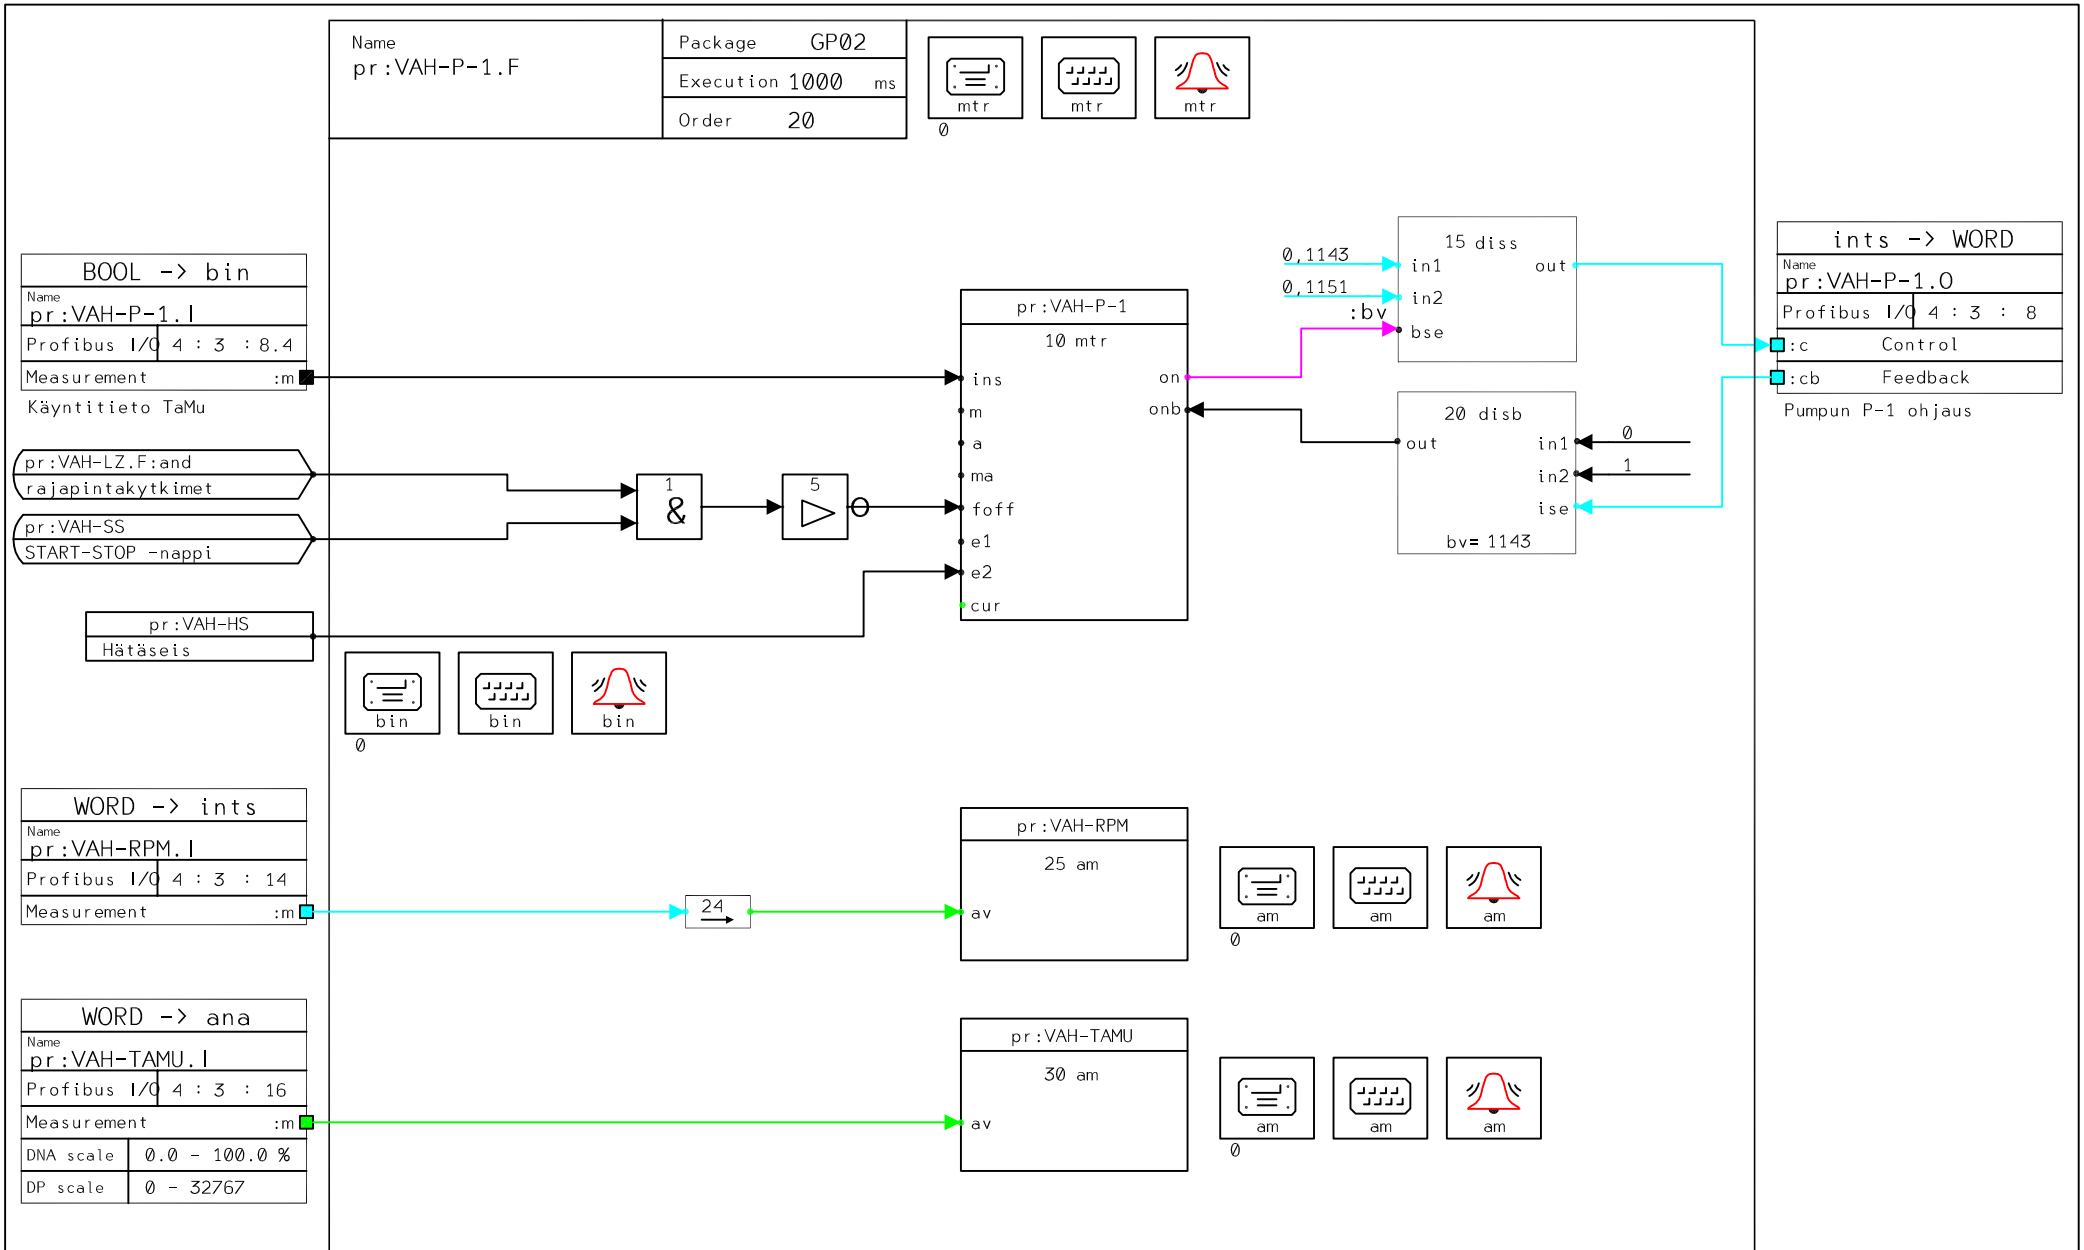 Name
pr:VAH-P-1.F
Package GP02
Execution 1000 ms
Order 20
mtr
0
mtr
mtr
BOOL -> bin
Name
pr:VAH-P-1.I
Profibus I/O 4 : 3 : 8.4
Measurement :m
Käyntitieto TaMu
pr:VAH-LZ.F:and
rajapintakytkimet
pr:VAH-SS
START-STOP -nappi
pr:VAH-HS
Hätäseis
1
&
5
pr:VAH-P-1
10 mtr
ins
on
m
onb
a
ma
foff
e1
e2
cur
0,1143
0,1151
:bv
15 diss
in1 out
in2
bse
20 disb
out in1
in2
ise
bv= 1143
0
1
ints -> WORD
Name
pr:VAH-P-1.O
Profibus I/O 4 : 3 : 8
:c Control
:cb Feedback
Pumpun P-1 ohjaus
bin
0
bin
bin
WORD -> ints
Name
pr:VAH-RPM.I
Profibus I/O 4 : 3 : 14
Measurement :m
24
pr:VAH-RPM
25 am
av
am
0
am
am
WORD -> ana
Name
pr:VAH-TAMU.I
Profibus I/O 4 : 3 : 16
Measurement :m
DNA scale 0.0 - 100.0 %
DP scale 0 - 32767
pr:VAH-TAMU
30 am
av
am
0
am
am